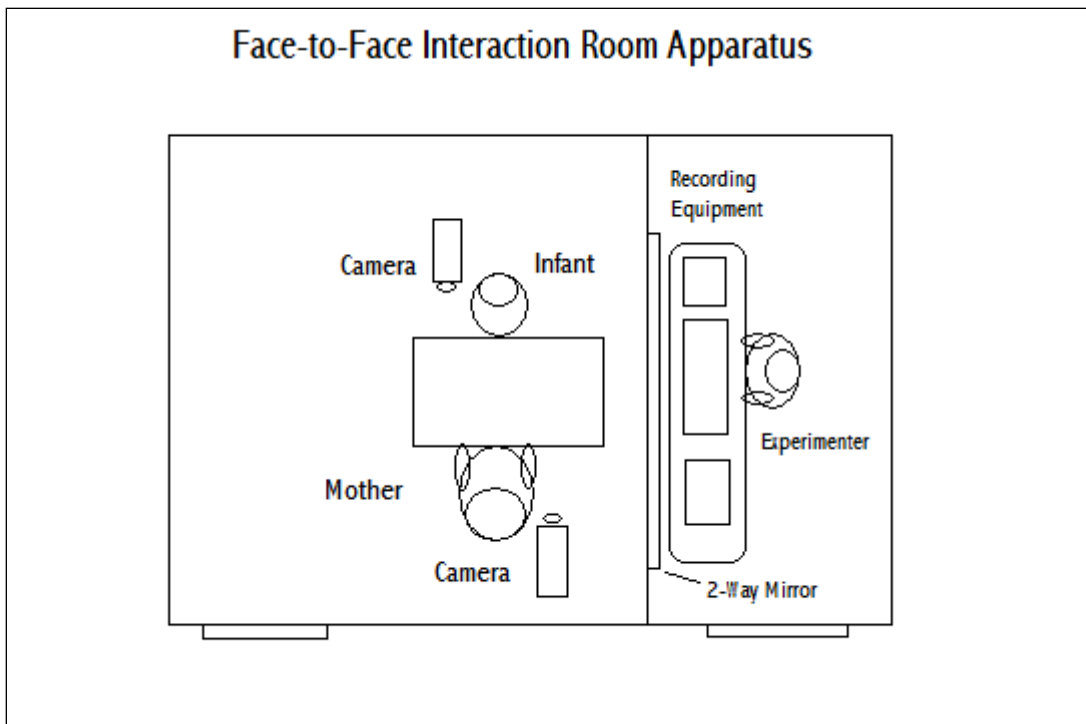 Face-to-Face Interaction Room Apparatus
Recording
Equipment
Camera
Infant
Experimenter
Mother
Camera
2-Way Mirror